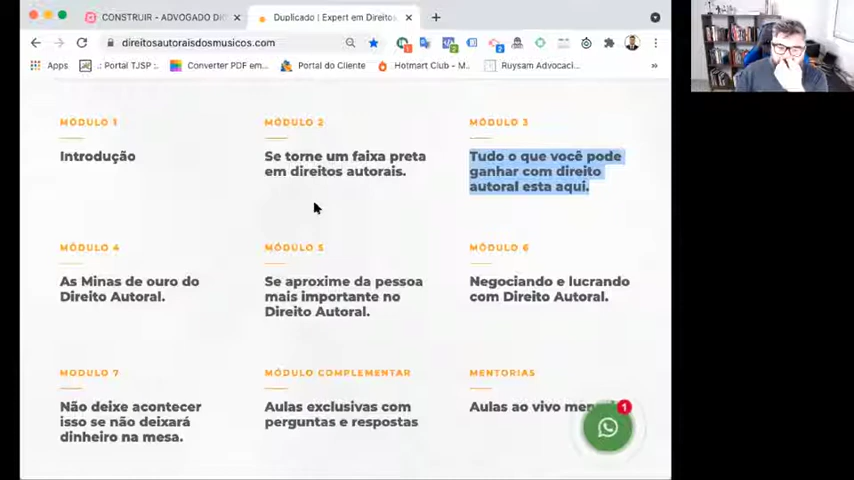 CONSTRUIR - ADVOGADO DI
Duplicado | Expert em Direitos
direitosautoraisdosmusicos.com
Apps
.: Portal TJSP :.
Converter PDF em...
Portal do Cliente
Hotmart Club - M...
Ruysam Advocaci...
»
MÓDULO 1
MÓDULO 2
MÓDULO 3
Introdução
Se torne um faixa preta
em direitos autorais.
Tudo o que você pode
ganhar com direito
autoral esta aqui.
MÓDULO 4
MÓDULO 5
MÓDULO 6
As Minas de ouro do
Direito Autoral.
Se aproxime da pessoa
mais importante no
Direito Autoral.
Negociando e lucrando
com Direito Autoral.
MODULO 7
MÓDULO COMPLEMENTAR
MENTORIAS
Não deixe acontecer
isso se não deixará
dinheiro na mesa.
Aulas exclusivas com
perguntas e respostas
Aulas ao vivo
1